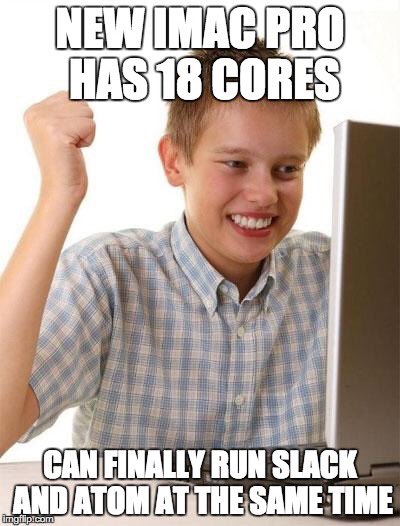 NEW IMAC PRO
HAS 18 CORES
CAN FINALLY RUN SLACK
AND ATOM AT THE SAME TIME
imgflip.com